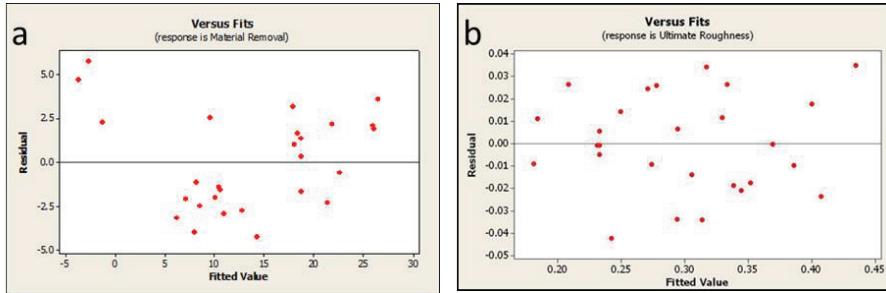 a
Versus Fits
(response is Material Removal)
Residual
5.0
2.5
0.0
-2.5
-5.0
-5
0
5
10
15
20
25
30
Fitted Value
b
Versus Fits
(response is Ultimate Roughness)
Residual
0.04
0.03
0.02
0.01
0.00
-0.01
-0.02
-0.03
-0.04
-0.05
0.20
0.25
0.30
0.35
0.40
0.45
Fitted Value